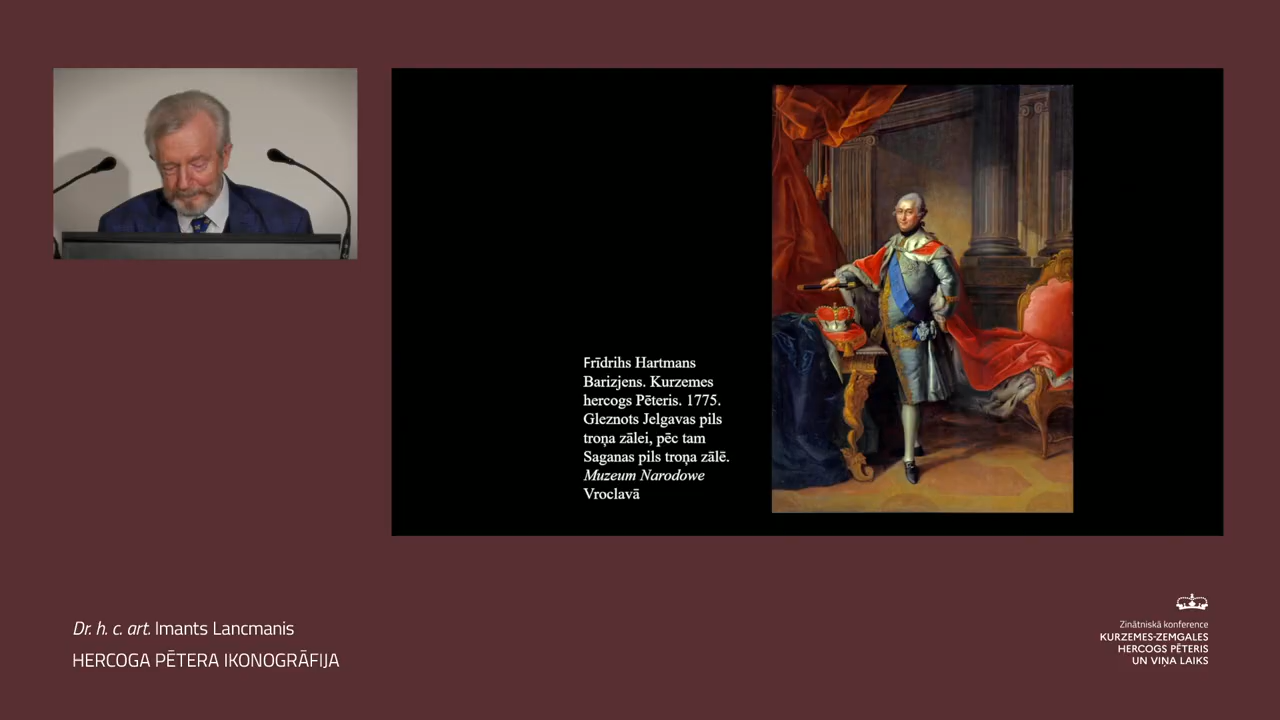 Frīdrihs Hartmans
Barizjens. Kurzemes
hercogs Pēteris. 1775.
Gleznots Jelgavas pils
troņa zālei, pēc tam
Saganas pils troņa zālē.
Muzeum Narodowe
Vroclavā
Dr. h. c. art. Imants Lancmanis
HERCOGA PĒTERA IKONOGRĀFIJA
Zinātniskā konference
KURZEMES-ZEMGALES
HERCOGS PĒTERIS
UN VIŅA LAIKS